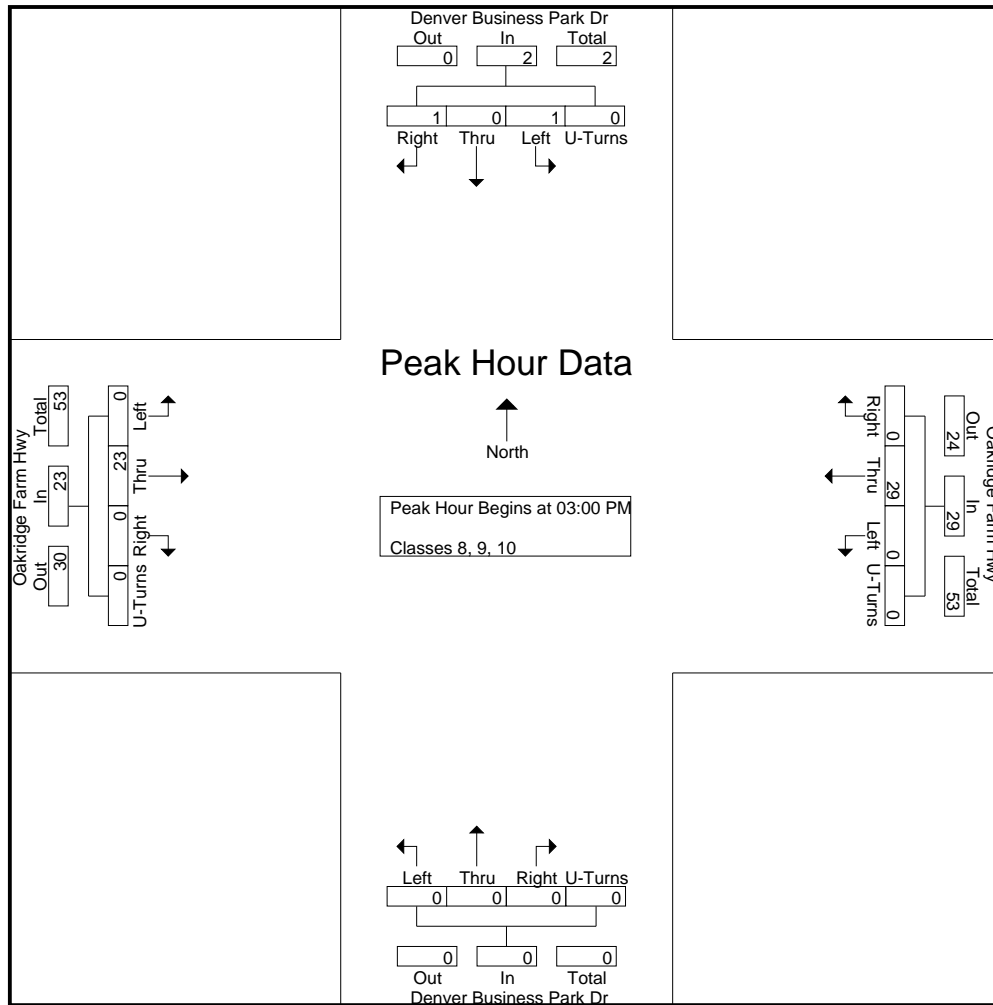 Denver Business Park Dr
Out In Total
0 2 2
1 0 1 0
Right Thru Left U-Turns
Peak Hour Data
North
Peak Hour Begins at 03:00 PM
Classes 8, 9, 10
Oakridge Farm Hwy
Out In Total
30 23 53
0 23 0 0
Left Thru Right U-Turns
Right Thru Left U-Turns
0 29 0 0
Out In Total
24 29 53
Oakridge Farm Hwy
Left Thru Right U-Turns
0 0 0 0
0 0 0
Out In Total
Denver Business Park Dr